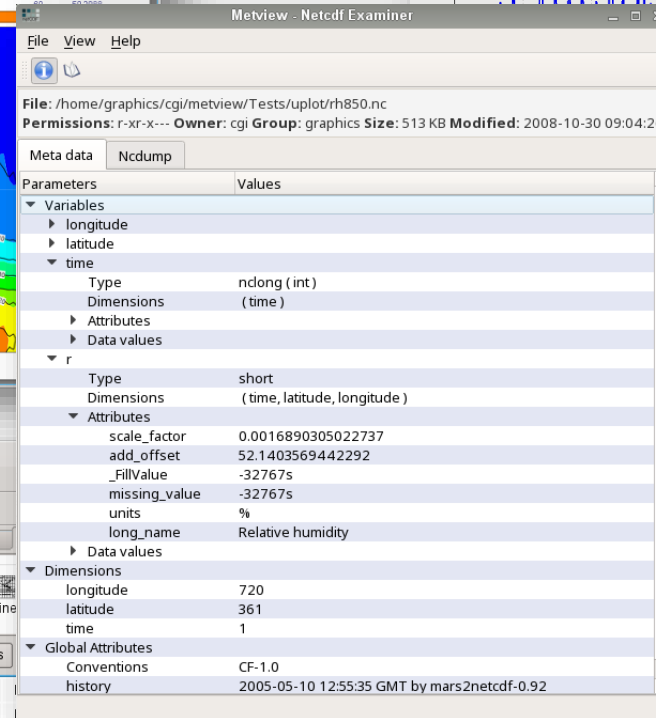 Metview - Netcdf Examiner
File View Help
File: /home/graphics/cgi/metview/Tests/uplot/rh850.nc
Permissions: r-xr-x--- Owner: cgi Group: graphics Size: 513 KB Modified: 2008-10-30 09:04:2
Meta data Ncdump
Parameters Values
Variables
longitude
latitude
time
Type nclong ( int )
Dimensions ( time )
Attributes
Data values
r
Type short
Dimensions ( time, latitude, longitude )
Attributes
scale_factor 0.0016890305022737
add_offset 52.1403569442292
_FillValue -32767s
missing_value -32767s
units %
long_name Relative humidity
Data values
Dimensions
longitude 720
latitude 361
time 1
Global Attributes
Conventions CF-1.0
history 2005-05-10 12:55:35 GMT by mars2netcdf-0.92